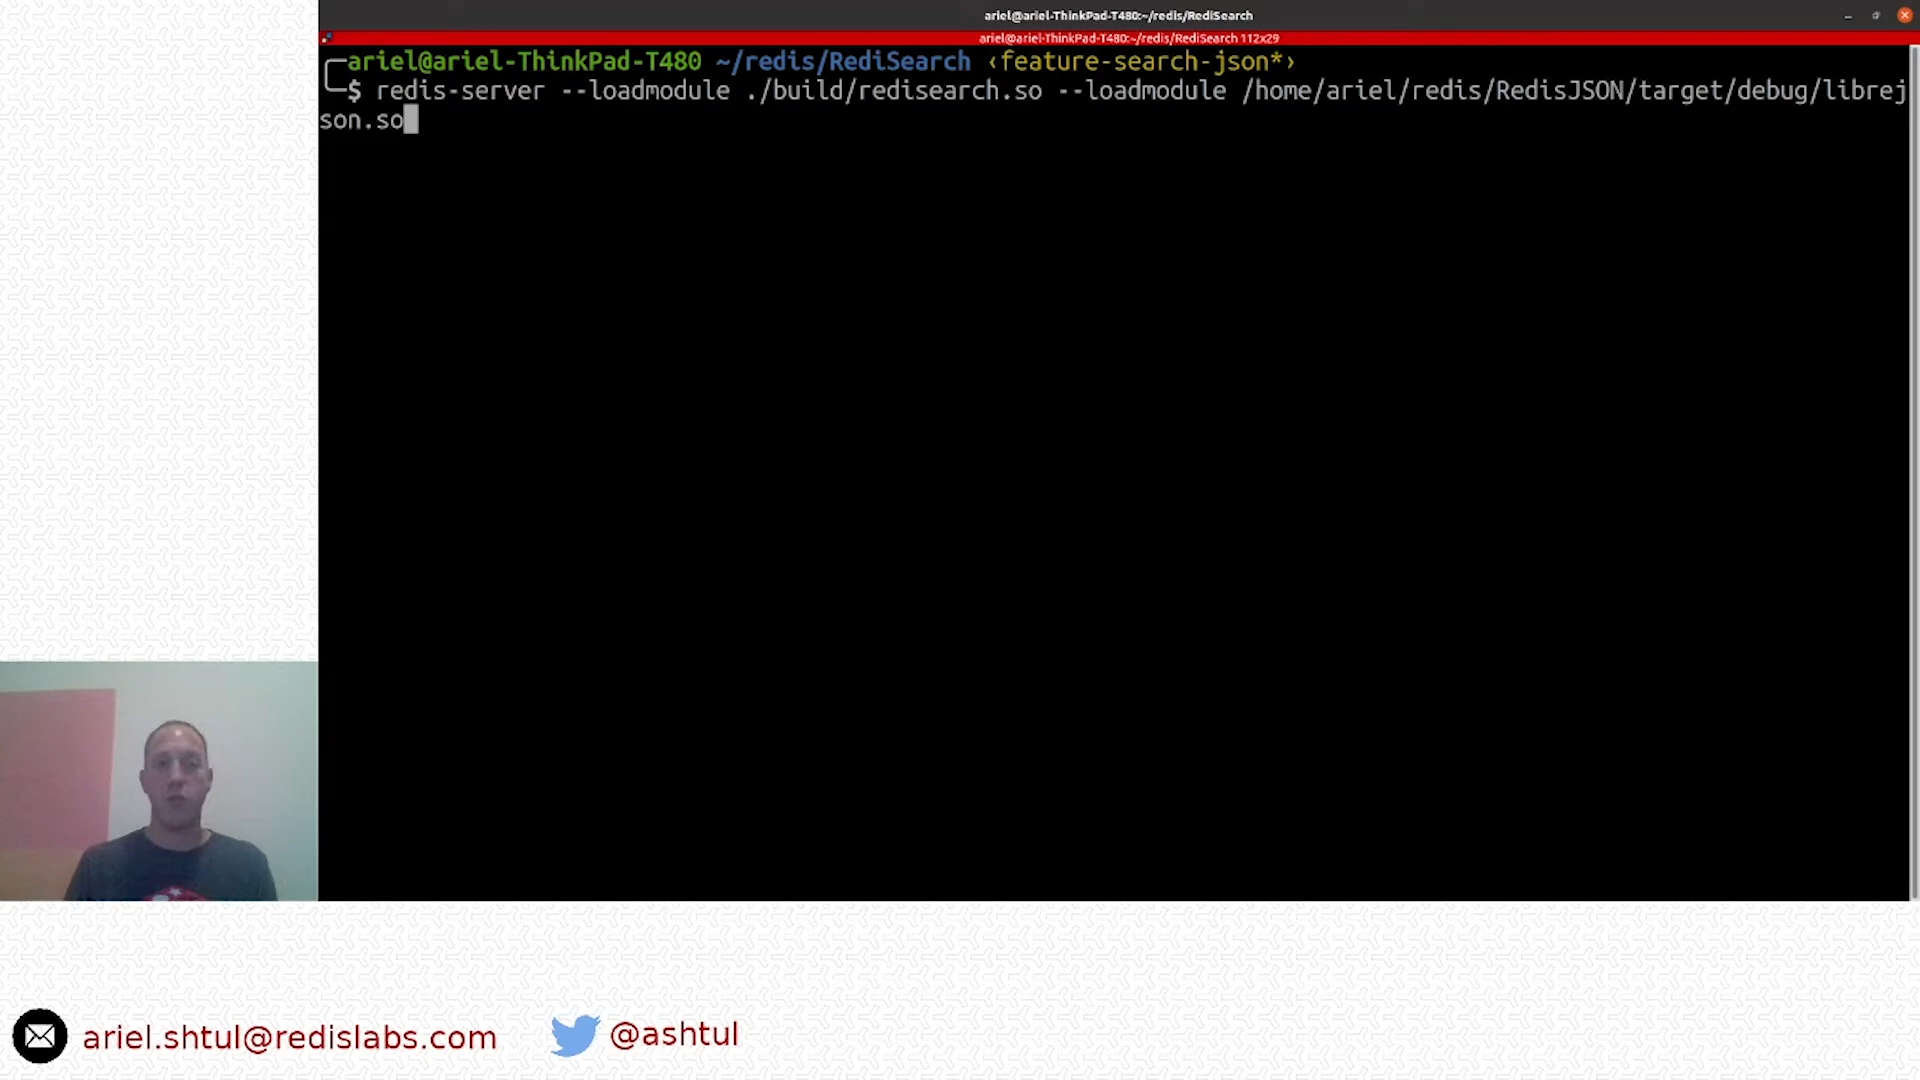 ariel@ariel-ThinkPad-T480:~/redis/RediSearch
ariel@ariel-ThinkPad-T480:~/redis/RediSearch 112x29
ariel@ariel-ThinkPad-T480 ~/redis/RediSearch ‹feature-search-json*›
$ redis-server --loadmodule ./build/redisearch.so --loadmodule /home/ariel/redis/RedisJSON/target/debug/librej
son.so
ariel.shtul@redislabs.com @ashtul